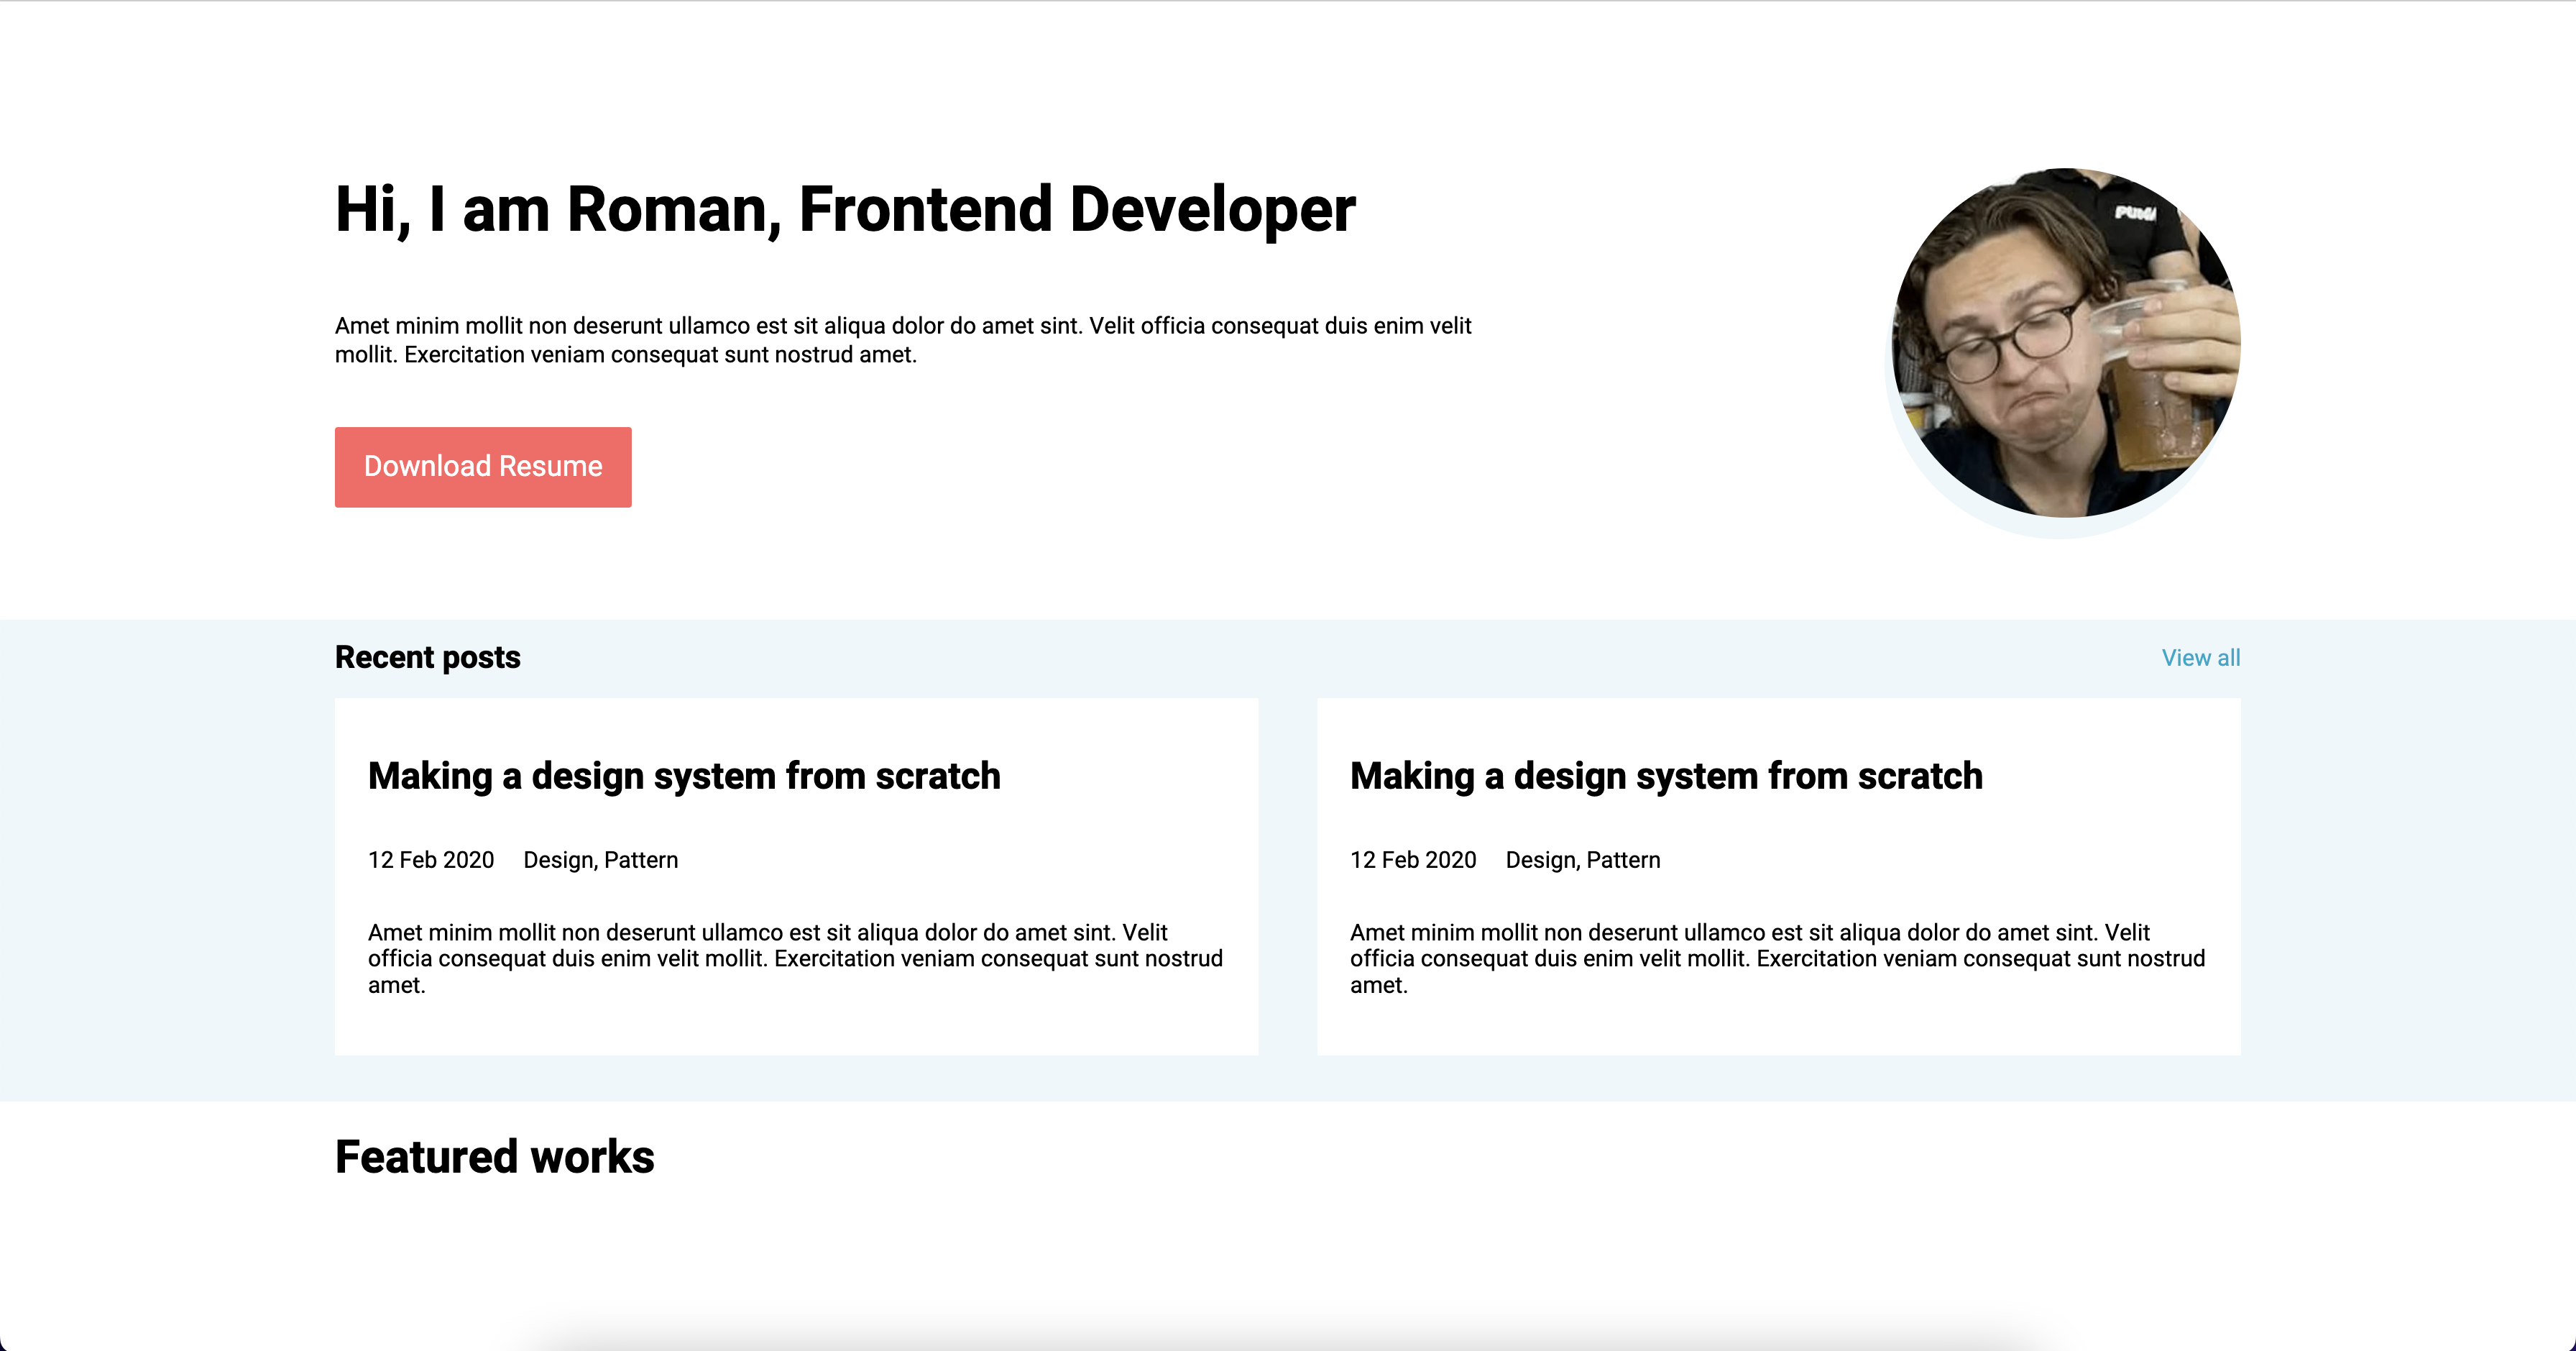 Hi, I am Roman, Frontend Developer
Amet minim mollit non deserunt ullamco est sit aliqua dolor do amet sint. Velit officia consequat duis enim velit
mollit. Exercitation veniam consequat sunt nostrud amet.
Download Resume
Recent posts
View all
Making a design system from scratch
12 Feb 2020 Design, Pattern
Amet minim mollit non deserunt ullamco est sit aliqua dolor do amet sint. Velit
officia consequat duis enim velit mollit. Exercitation veniam consequat sunt nostrud
amet.
Making a design system from scratch
12 Feb 2020 Design, Pattern
Amet minim mollit non deserunt ullamco est sit aliqua dolor do amet sint. Velit
officia consequat duis enim velit mollit. Exercitation veniam consequat sunt nostrud
amet.
Featured works